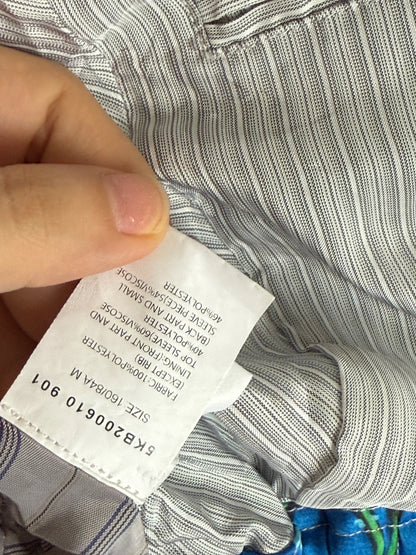 5KB200610 901
SIZE 160/84A M
FABRIC:100%POLYESTER
(EXCEPT: RIB)
LINING:(FRONT PART AND
TOP SLEEVE)60%VISCOSE
40%POLYESTER
(BACK PART AND SMALL
SLEEVE PIECE)54%VISCOSE
46%POLYESTER